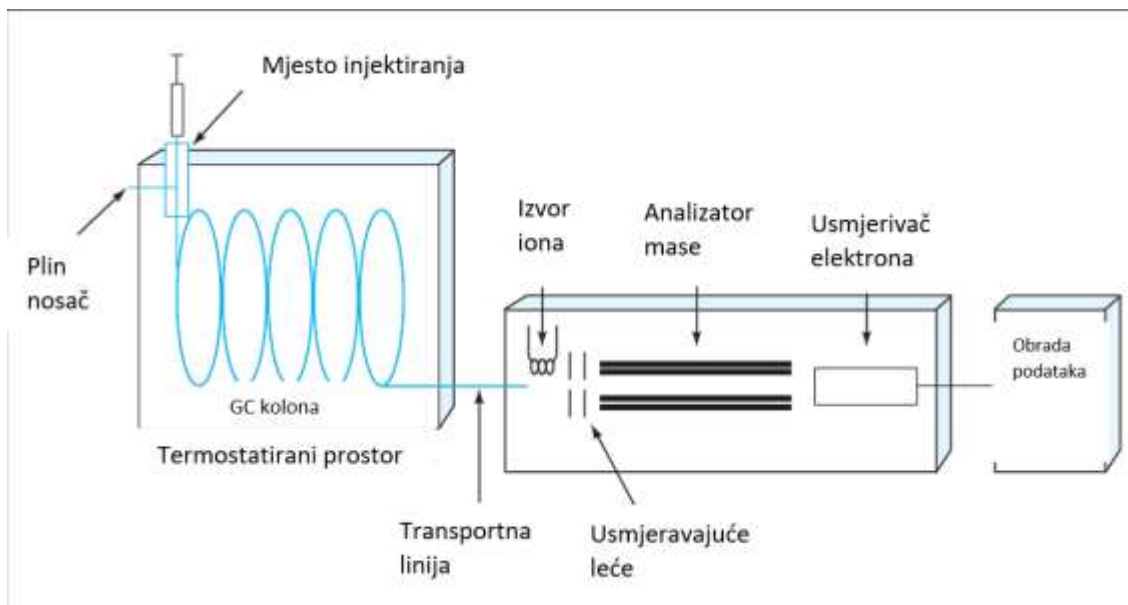 Mjesto injektiranja
Plin
nosač
GC kolona
Termostatirani prostor
Izvor
iona
Analizator
mase
Usmjerivač
elektrona
Obrada
podataka
Transportna
linija
Usmjeravajuće
leće